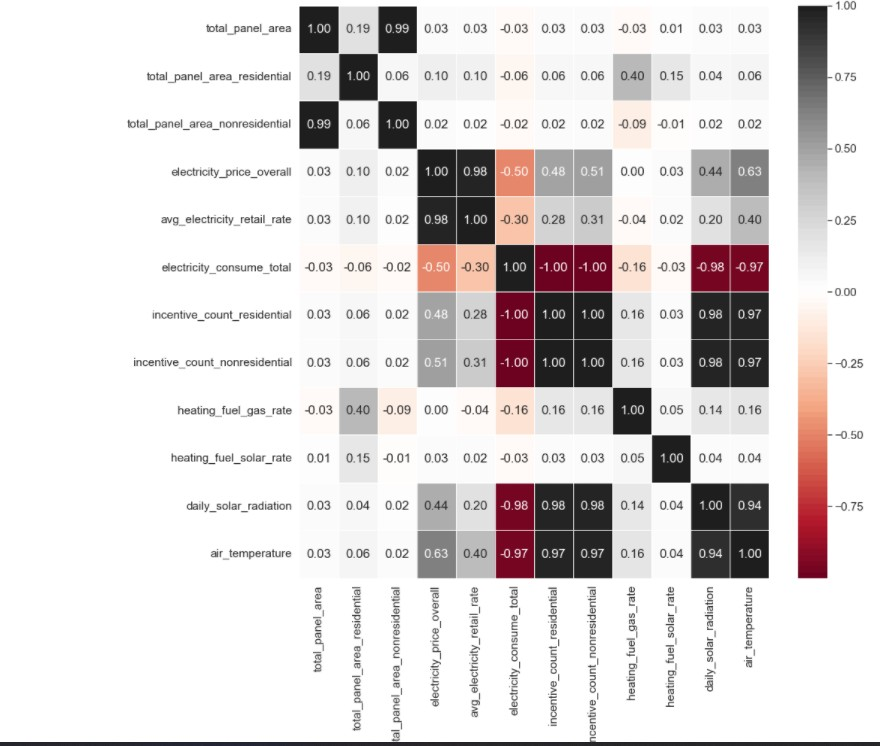 total_panel_area 1.00 0.19 0.99 0.03 0.03 -0.03 0.03 0.03 -0.03 0.01 0.03 0.03
total_panel_area_residential 0.19 1.00 0.06 0.10 0.10 -0.06 0.06 0.06 0.40 0.15 0.04 0.06
total_panel_area_nonresidential 0.99 0.06 1.00 0.02 0.02 -0.02 0.02 0.02 -0.09 -0.01 0.02 0.02
electricity_price_overall 0.03 0.10 0.02 1.00 0.98 -0.50 0.48 0.51 0.00 0.03 0.44 0.63
avg_electricity_retail_rate 0.03 0.10 0.02 0.98 1.00 -0.30 0.28 0.31 -0.04 0.02 0.20 0.40
electricity_consume_total -0.03 -0.06 -0.02 -0.50 -0.30 1.00 -1.00 -1.00 -0.16 -0.03 -0.98 -0.97
incentive_count_residential 0.03 0.06 0.02 0.48 0.28 -1.00 1.00 1.00 0.16 0.03 0.98 0.97
incentive_count_nonresidential 0.03 0.06 0.02 0.51 0.31 -1.00 1.00 1.00 0.16 0.03 0.98 0.97
heating_fuel_gas_rate -0.03 0.40 -0.09 0.00 -0.04 -0.16 0.16 0.16 1.00 0.05 0.14 0.16
heating_fuel_solar_rate 0.01 0.15 -0.01 0.03 0.02 -0.03 0.03 0.03 0.05 1.00 0.04 0.04
daily_solar_radiation 0.03 0.04 0.02 0.44 0.20 -0.98 0.98 0.98 0.14 0.04 1.00 0.94
air_temperature 0.03 0.06 0.02 0.63 0.40 -0.97 0.97 0.97 0.16 0.04 0.94 1.00
total_panel_area
total_panel_area_residential
tal_panel_area_nonresidential
electricity_price_overall
avg_electricity_retail_rate
electricity_consume_total
incentive_count_residential
ncentive_count_nonresidential
heating_fuel_gas_rate
heating_fuel_solar_rate
daily_solar_radiation
air_temperature
1.00
0.75
0.50
0.25
0.00
−0.25
−0.50
−0.75